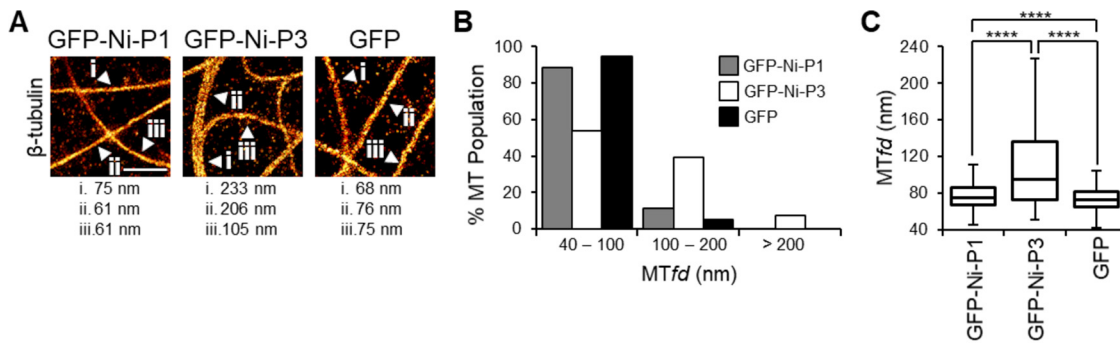 A
GFP-Ni-P1 GFP-Ni-P3 GFP
β-tubulin
i
ii
iii
ii
iii
i
i
ii
iii
i. 75 nm
ii. 61 nm
iii. 61 nm
i. 233 nm
ii. 206 nm
iii. 105 nm
i. 68 nm
ii. 76 nm
iii. 75 nm
B
% MT Population
100
80
60
40
20
0
GFP-Ni-P1
GFP-Ni-P3
GFP
40 – 100 100 – 200 > 200
MTfd (nm)
C
****
**** ****
MTfd (nm)
240
200
160
120
80
40
GFP-Ni-P1
GFP-Ni-P3
GFP